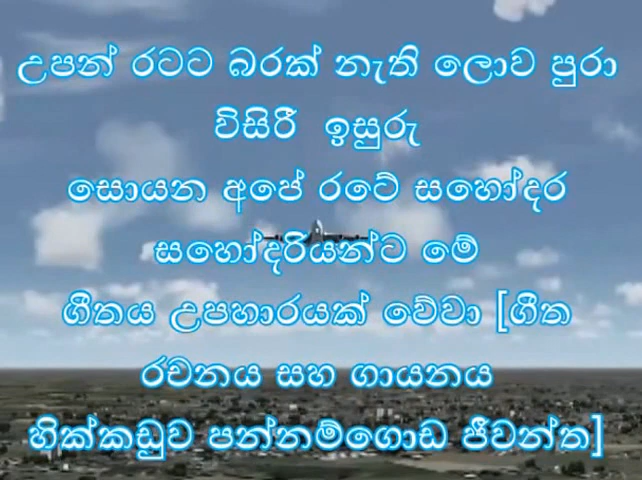 උපන් රටට බරක් නැති ලොව පුරා
විසිරී ඉසුරු
සොයන අපේ රටේ සහෝදර
සහෝදරියන්ට මේ
ගීතය උපහාරයක් වේවා [ගීත
රචනය සහ ගායනය
හික්කඩුව පන්නම්ගොඩ ජීවන්ත]